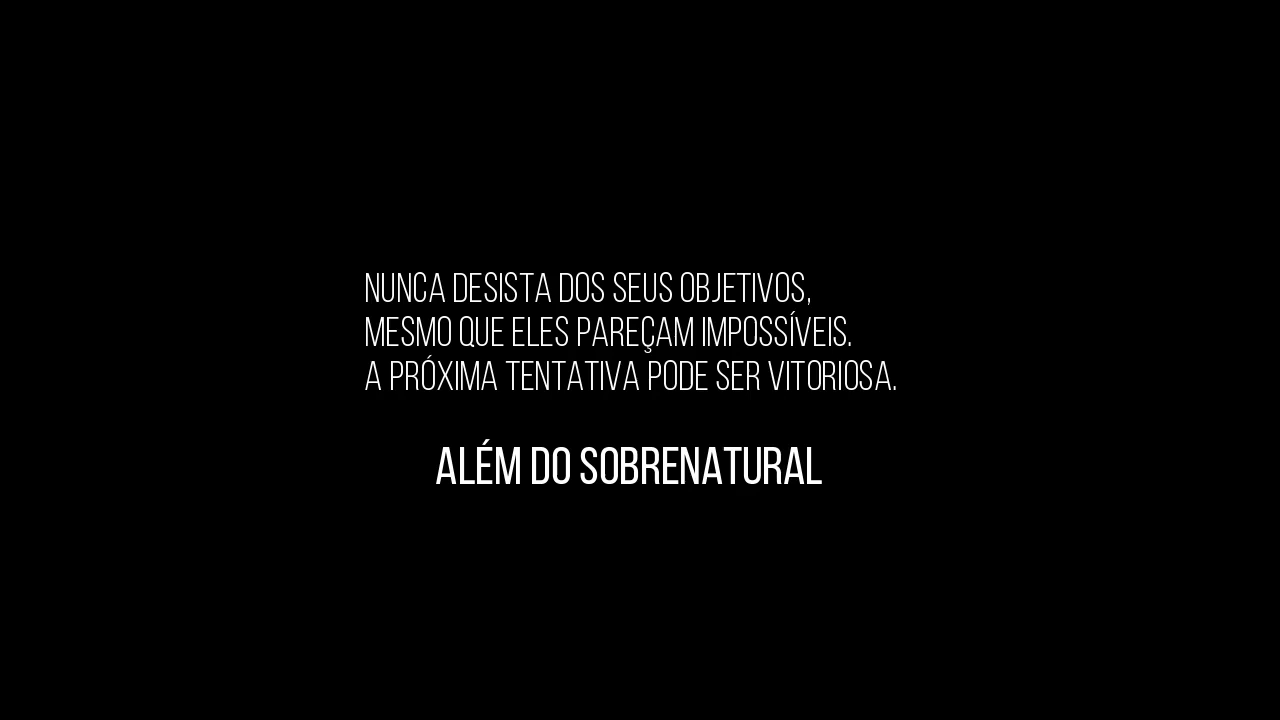 NUNCA DESISTA DOS SEUS OBJETIVOS,
MESMO QUE ELES PAREÇAM IMPOSSÍVEIS.
A PRÓXIMA TENTATIVA PODE SER VITORIOSA.
ALÉM DO SOBRENATURAL